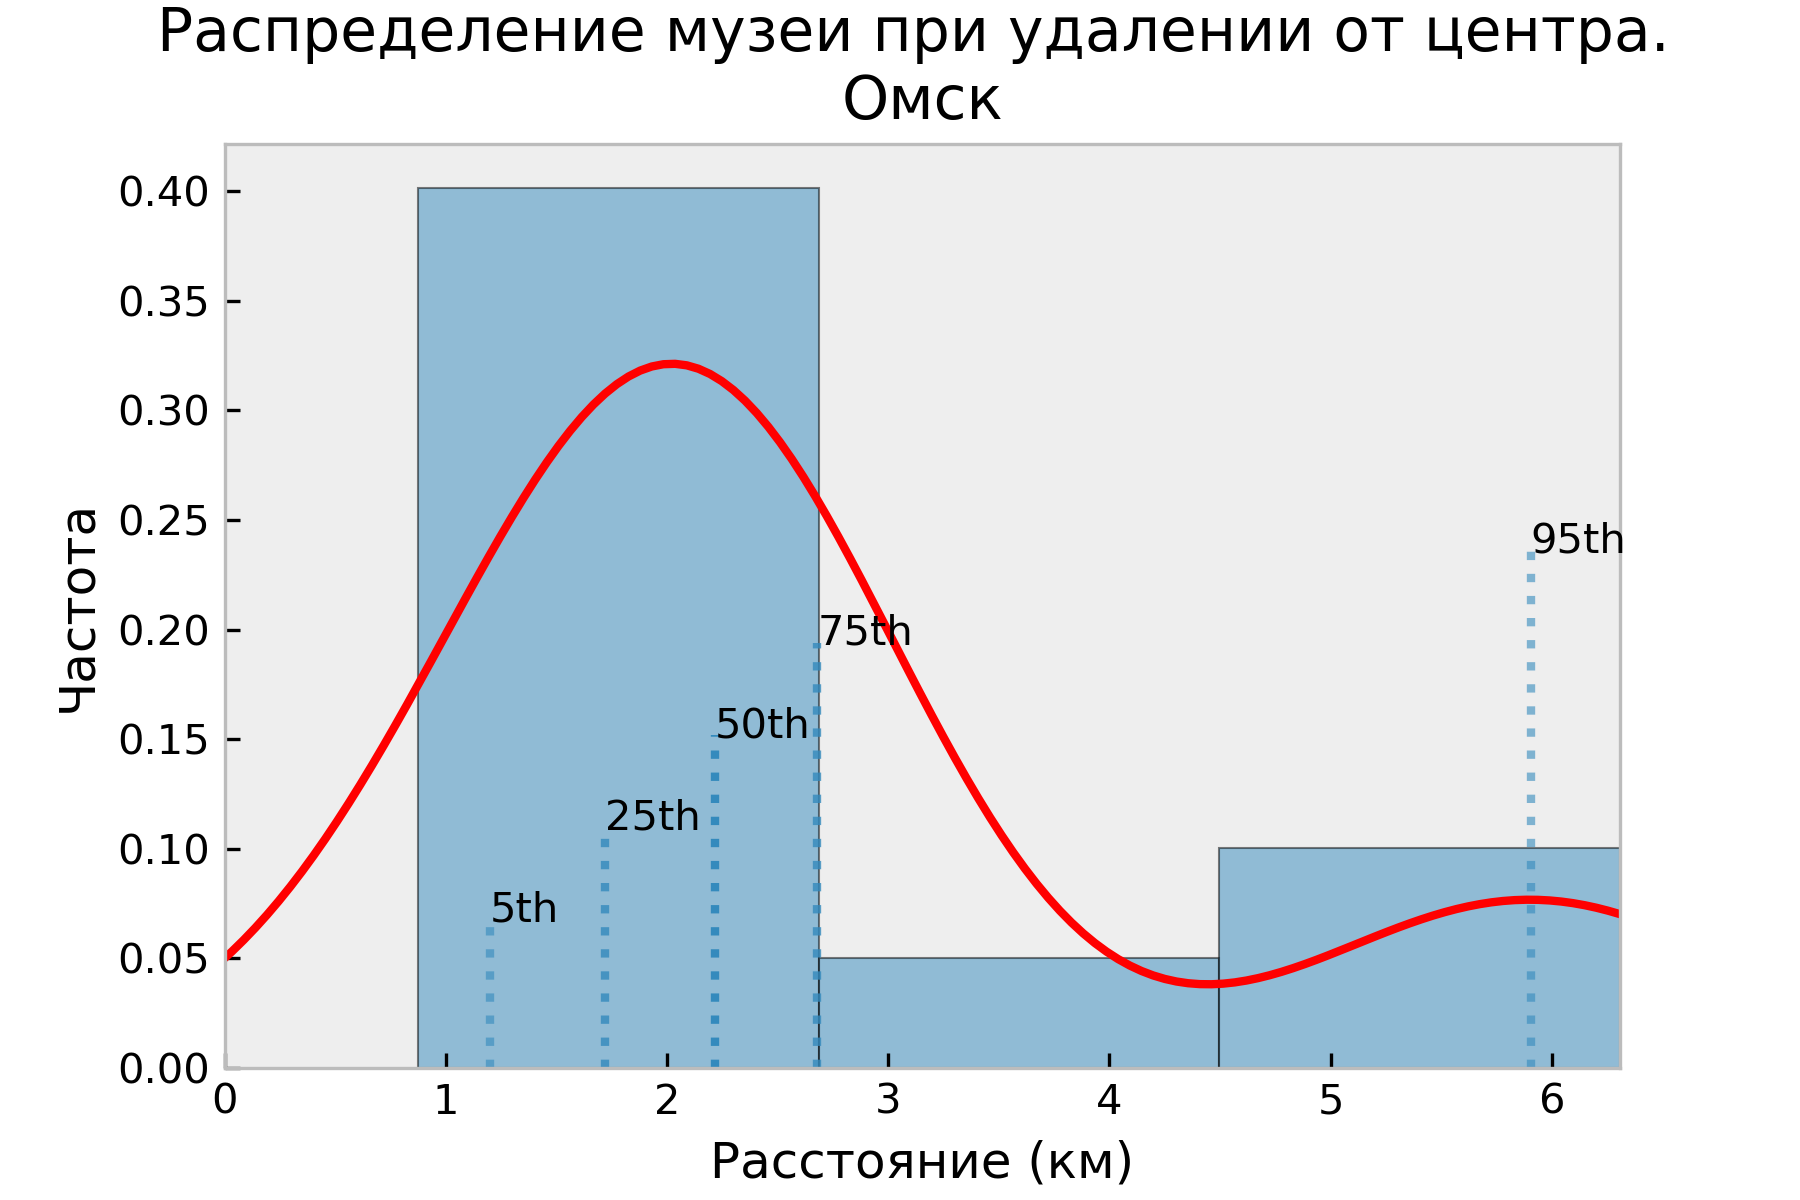 Распределение музеи при удалении от центра.
Омск
Частота
0.40
0.35
0.30
0.25
0.20
0.15
0.10
0.05
0.00
95th
75th
50th
25th
5th
0 1 2 3 4 5 6
Расстояние (км)